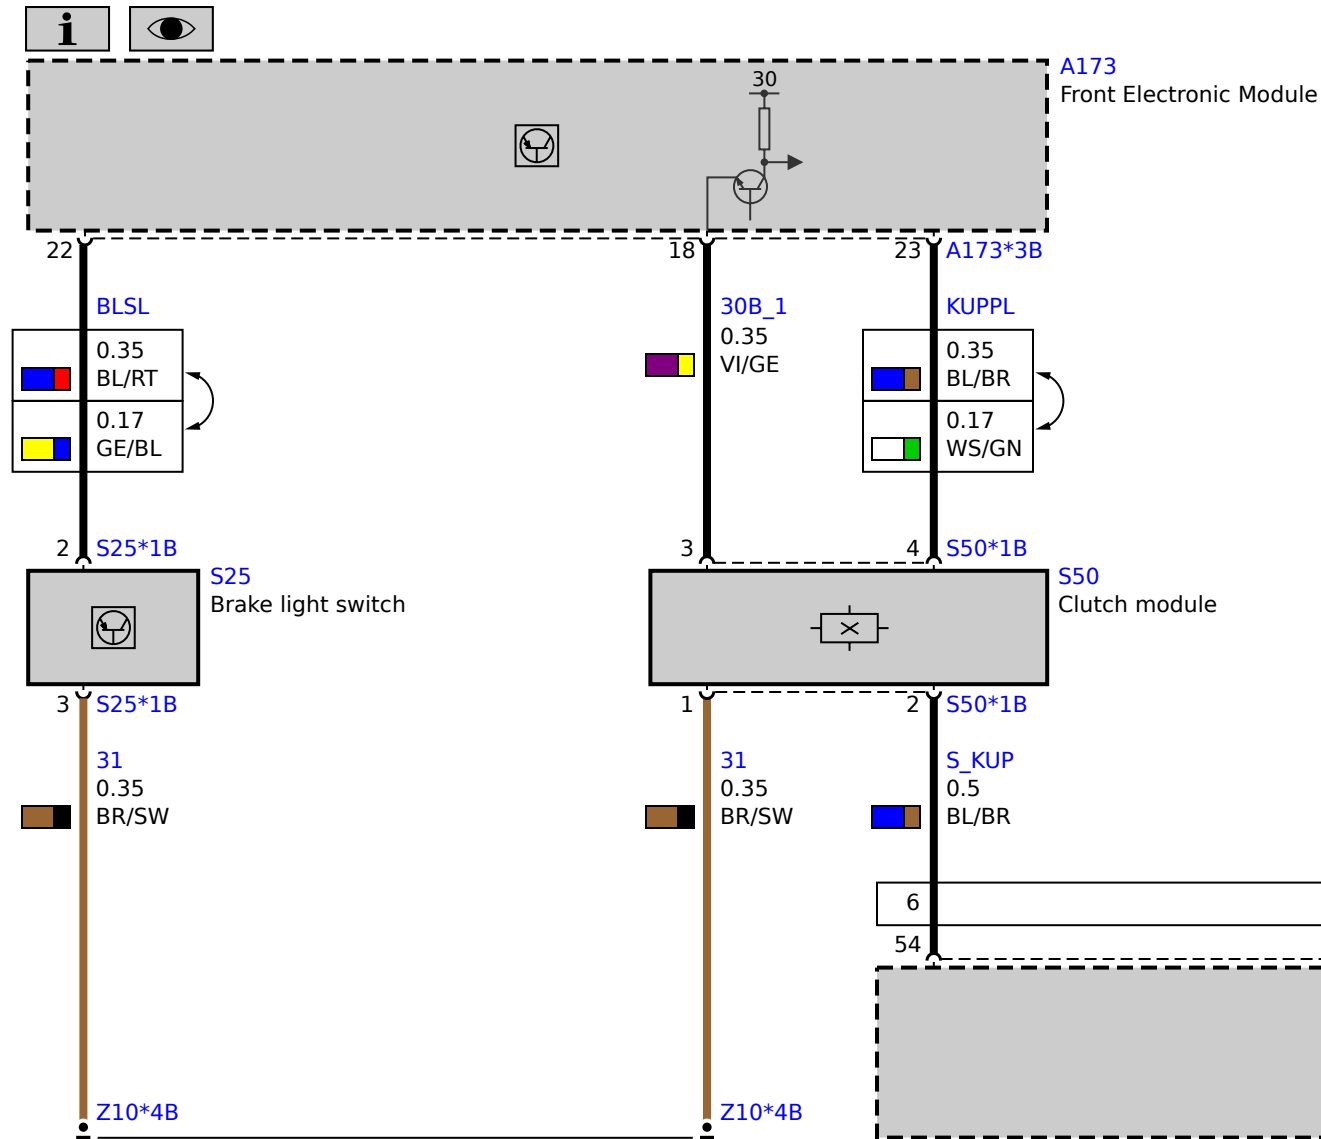 i
A173
Front Electronic Module
30
22
18
23
A173*3B
BLSL
30B_1
KUPPL
0.35
BL/RT
0.35
VI/GE
0.35
BL/BR
0.17
GE/BL
0.17
WS/GN
2
S25*1B
3
4
S50*1B
S25
Brake light switch
S50
Clutch module
3
S25*1B
1
2
S50*1B
31
0.35
BR/SW
31
0.35
BR/SW
S_KUP
0.5
BL/BR
6
54
Z10*4B
Z10*4B